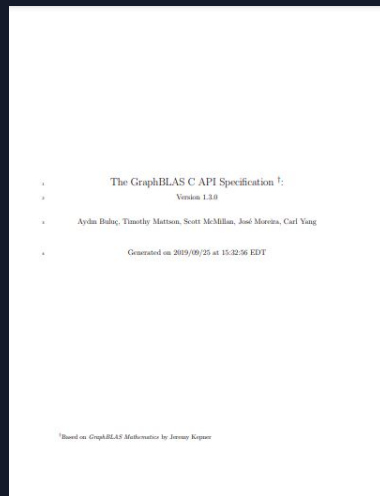 1 The GraphBLAS C API Specification †:
2 Version 1.3.0
3 Aydın Buluç, Timothy Mattson, Scott McMillan, José Moreira, Carl Yang
4 Generated on 2019/09/25 at 15:32:56 EDT
†Based on GraphBLAS Mathematics by Jeremy Kepner